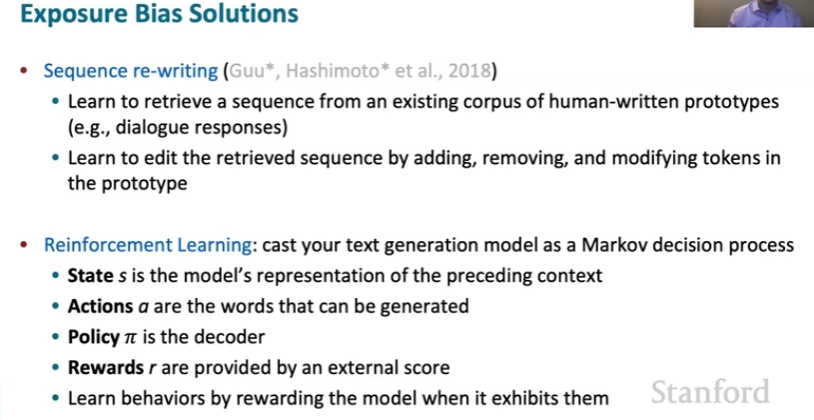 Exposure Bias Solutions
• Sequence re-writing (Guu*, Hashimoto* et al., 2018)
• Learn to retrieve a sequence from an existing corpus of human-written prototypes
(e.g., dialogue responses)
• Learn to edit the retrieved sequence by adding, removing, and modifying tokens in
the prototype
• Reinforcement Learning: cast your text generation model as a Markov decision process
• State s is the model's representation of the preceding context
• Actions a are the words that can be generated
• Policy π is the decoder
• Rewards r are provided by an external score
• Learn behaviors by rewarding the model when it exhibits them
Stanford